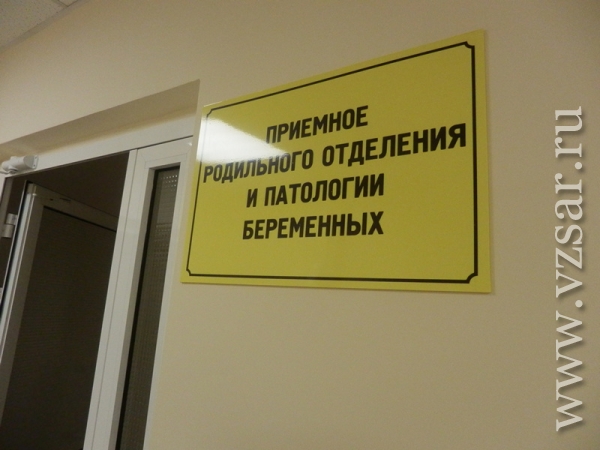 ПРИЕМНОЕ
РОДИЛЬНОГО ОТДЕЛЕНИЯ
И ПАТОЛОГИИ
БЕРЕМЕННЫХ
www.vzsar.ru